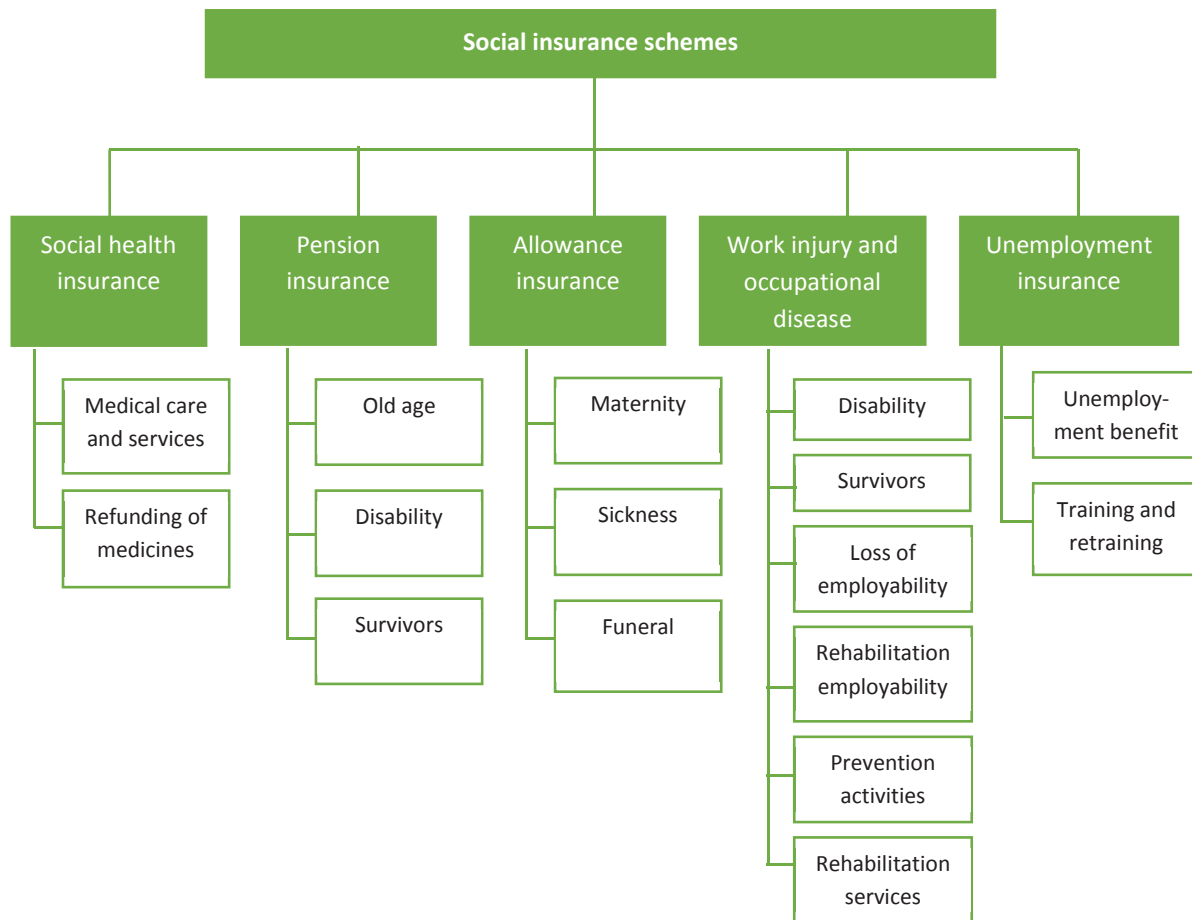 Social insurance schemes
Social health
insurance
Pension
insurance
Allowance
insurance
Work injury and
occupational
disease
Unemployment
insurance
Medical care
and services
Refunding of
medicines
Old age
Disability
Survivors
Maternity
Sickness
Funeral
Disability
Survivors
Loss of
employability
Rehabilitation
employability
Prevention
activities
Rehabilitation
services
Unemploy-
ment benefit
Training and
retraining